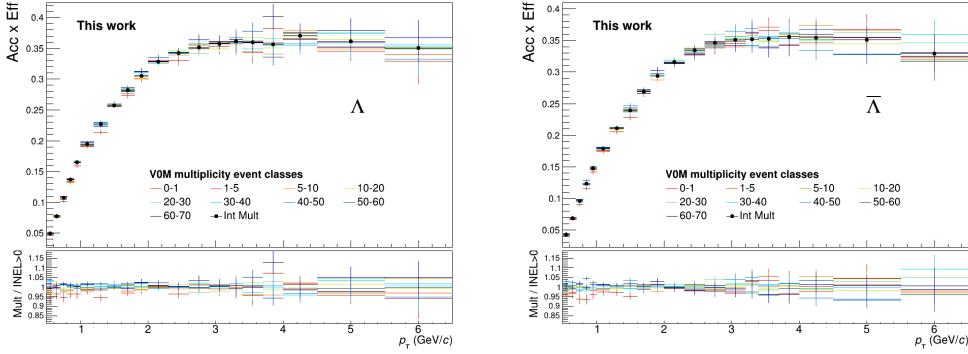 Acc x Eff
This work
0.4
0.35
0.3
0.25
0.2
0.15
0.1
0.05
Λ
V0M multiplicity event classes
0-1 1-5 5-10 10-20
20-30 30-40 40-50 50-60
60-70 Int Mult
Mult / INEL>0
1.15
1.1
1.05
1
0.95
0.9
0.85
1 2 3 4 5 6
p_T (GeV/c)
Acc x Eff
This work
0.4
0.35
0.3
0.25
0.2
0.15
0.1
0.05
Λ̅
V0M multiplicity event classes
0-1 1-5 5-10 10-20
20-30 30-40 40-50 50-60
60-70 Int Mult
Mult / INEL>0
1.15
1.1
1.05
1
0.95
0.9
0.85
1 2 3 4 5 6
p_T (GeV/c)